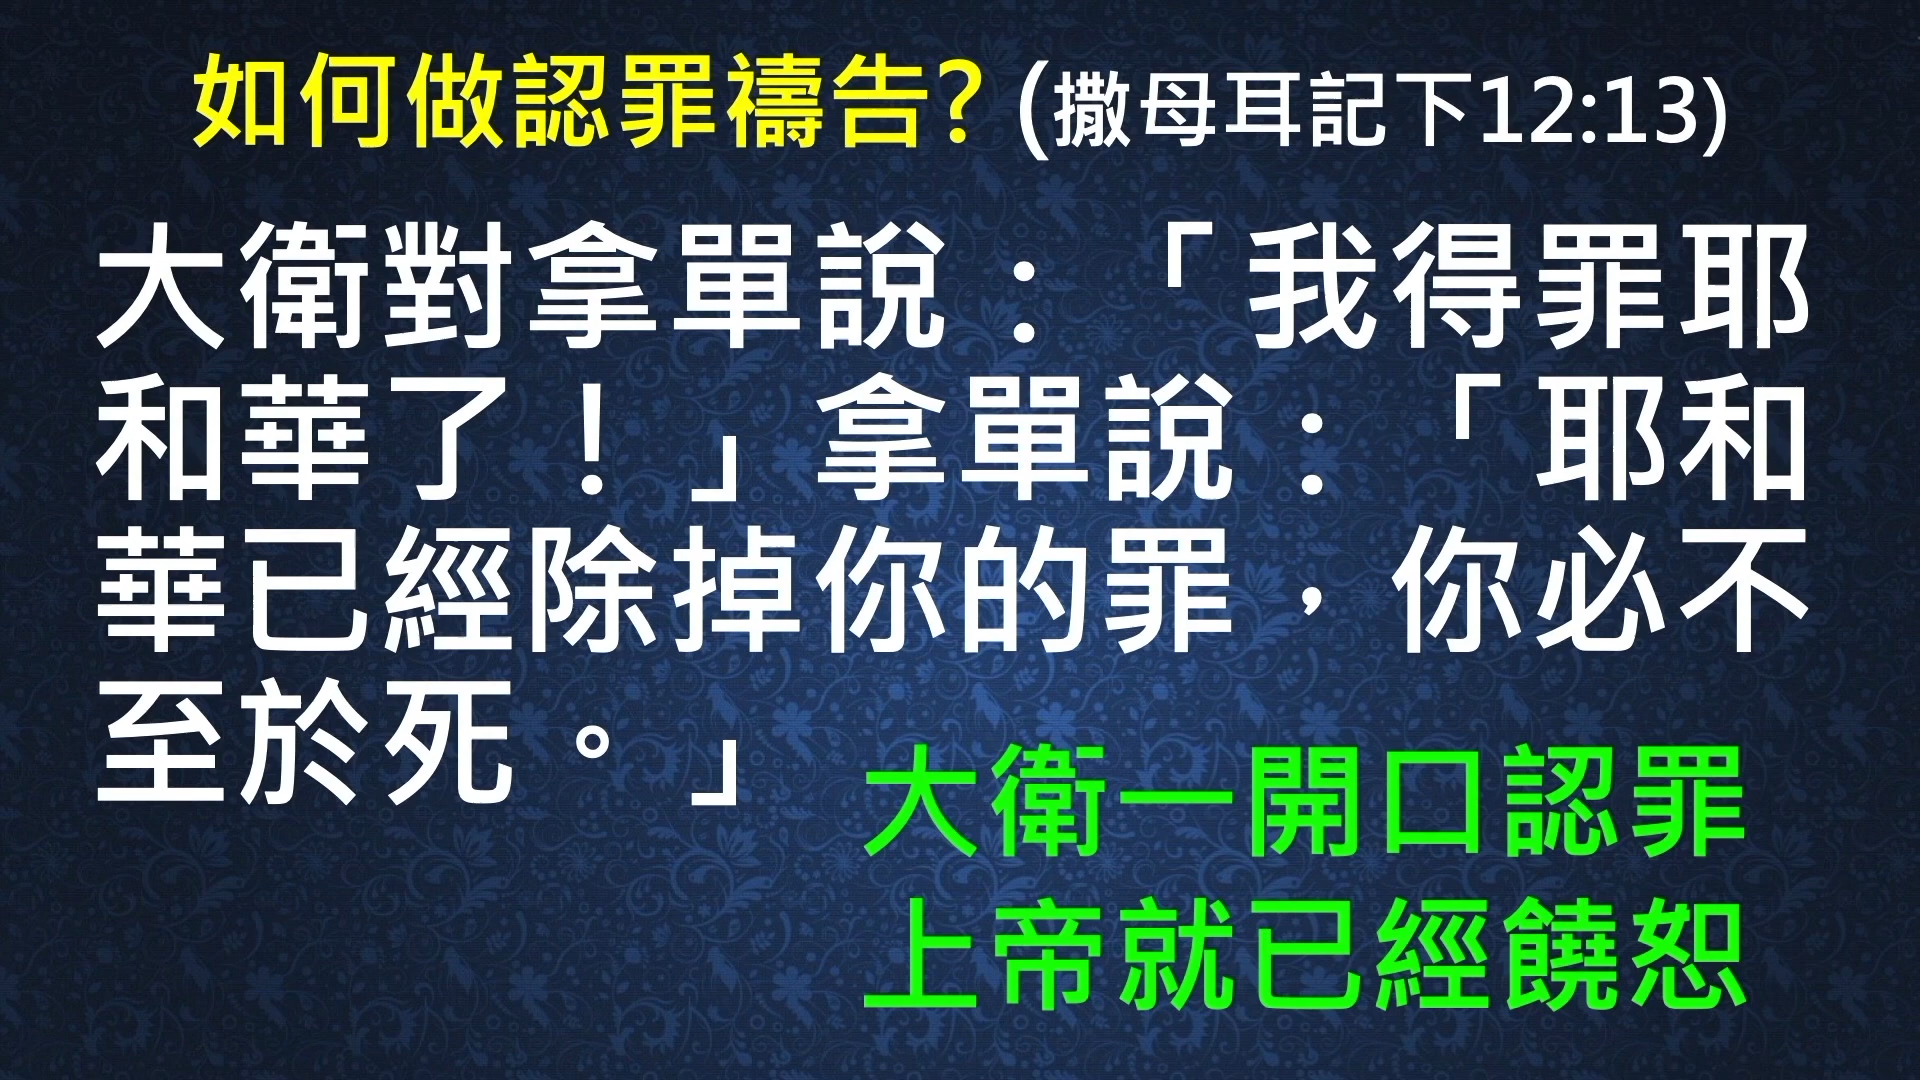 如何做認罪禱告? (撒母耳記下12:13)
大衛對拿單說：「我得罪耶
和華了！」拿單說：「耶和
華已經除掉你的罪，你必不
至於死。」
大衛一開口認罪
上帝就已經饒恕